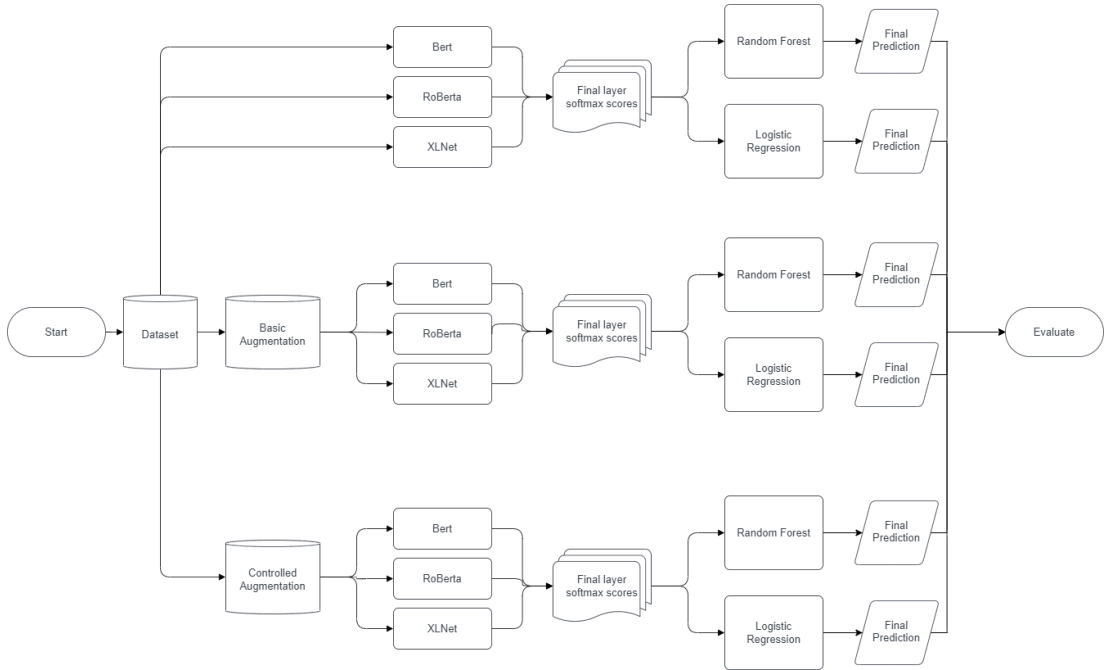 Bert
RoBerta
XLNet
Final layer
softmax scores
Random Forest
Final
Prediction
Logistic
Regression
Final
Prediction
Start
Dataset
Basic
Augmentation
Bert
RoBerta
XLNet
Final layer
softmax scores
Random Forest
Final
Prediction
Logistic
Regression
Final
Prediction
Evaluate
Controlled
Augmentation
Bert
RoBerta
XLNet
Final layer
softmax scores
Random Forest
Final
Prediction
Logistic
Regression
Final
Prediction